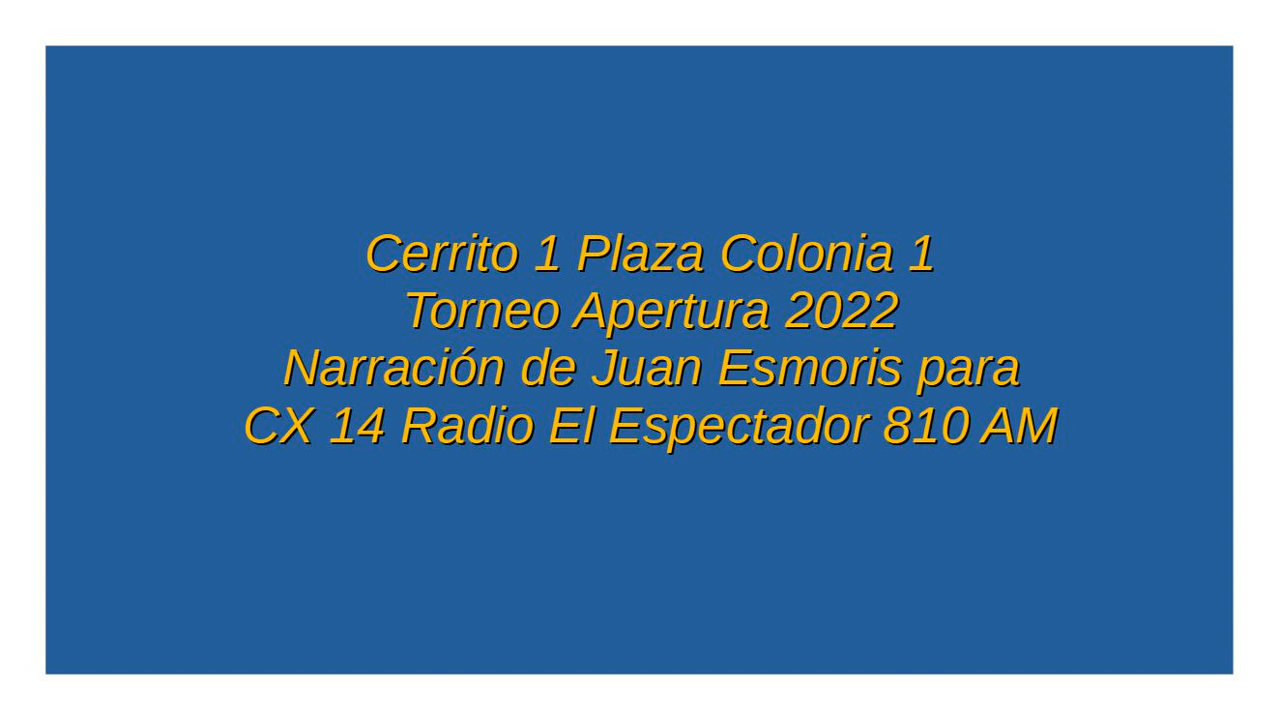 Cerrito 1 Plaza Colonia 1
Torneo Apertura 2022
Narración de Juan Esmoris para
CX 14 Radio El Espectador 810 AM